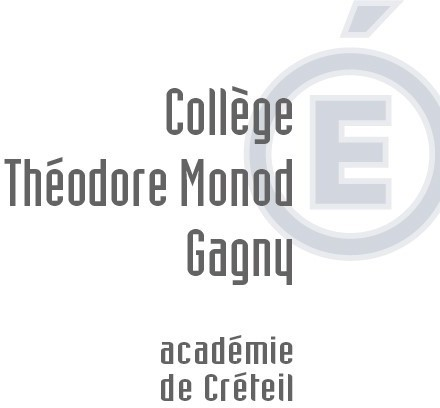 Collège
Théodore Monod
Gagny
É
académie
de Créteil